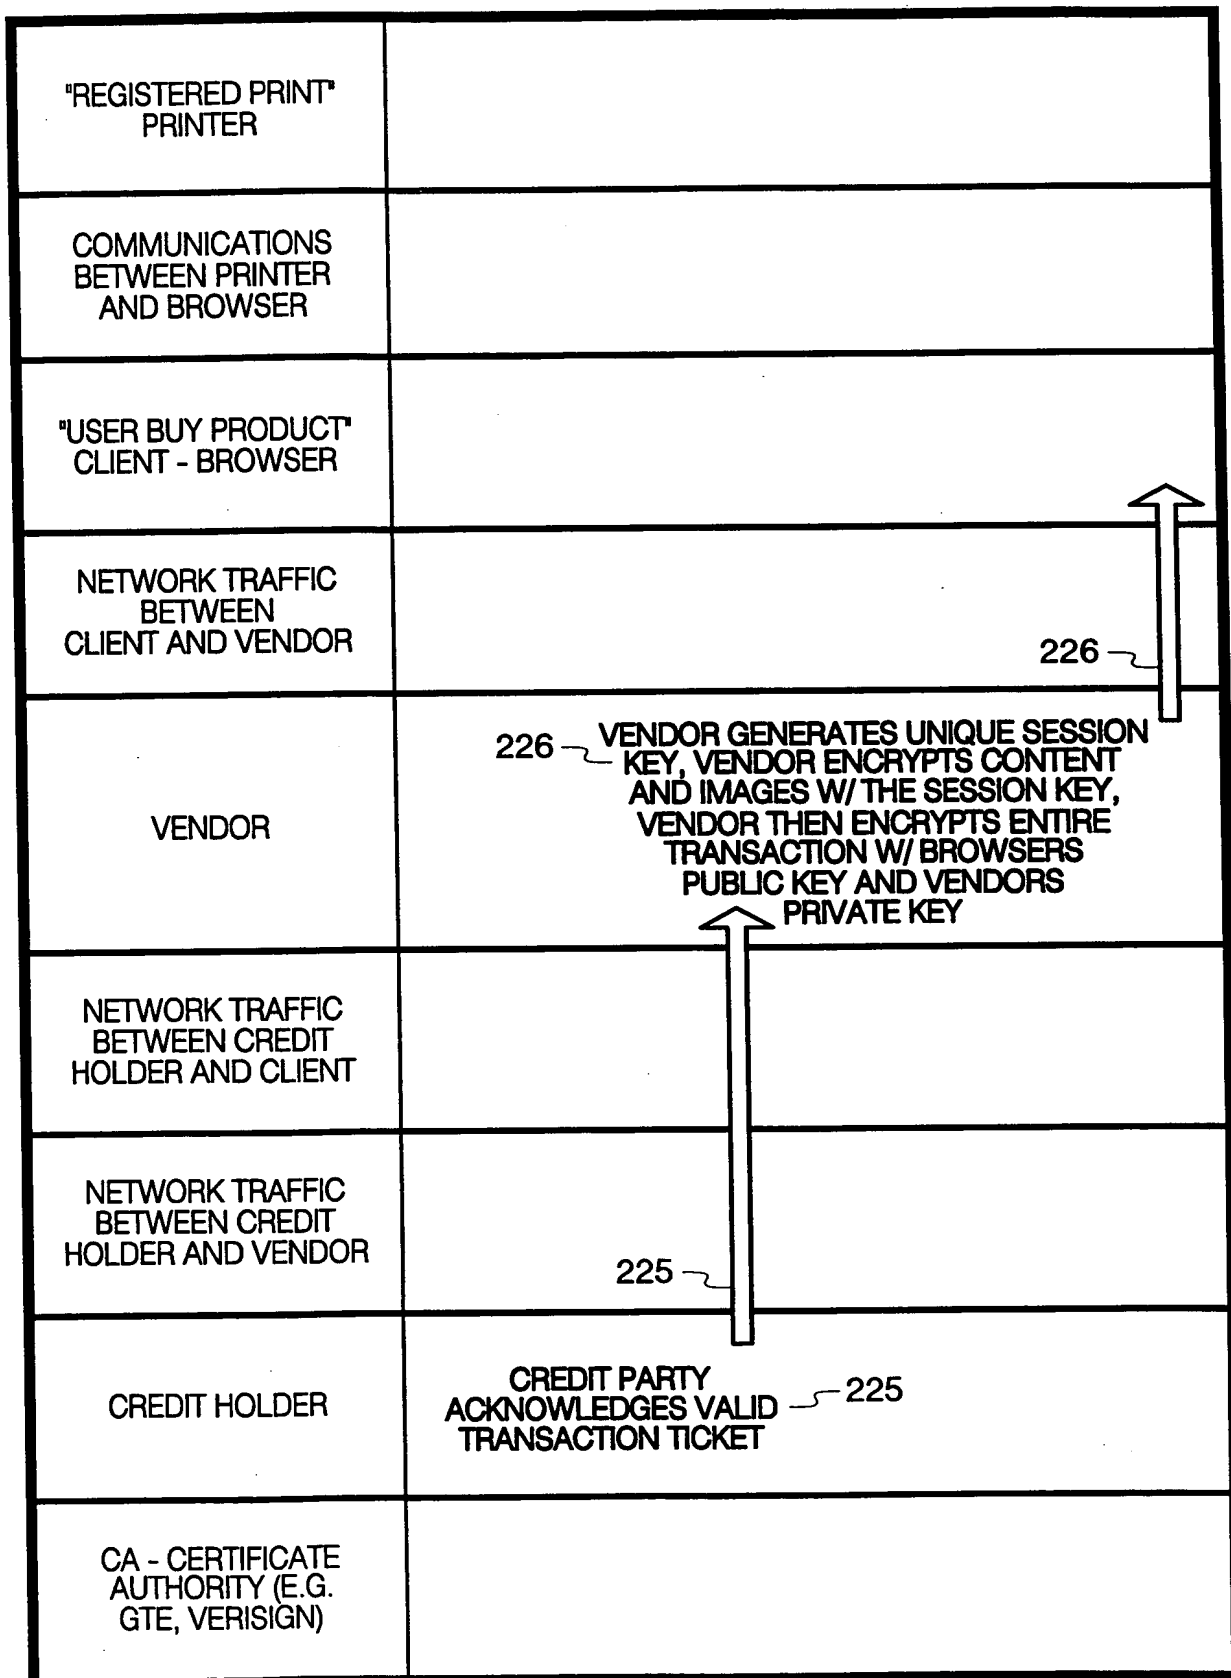 "REGISTERED PRINT"
PRINTER
COMMUNICATIONS
BETWEEN PRINTER
AND BROWSER
"USER BUY PRODUCT"
CLIENT - BROWSER
NETWORK TRAFFIC
BETWEEN
CLIENT AND VENDOR
226
VENDOR
226
VENDOR GENERATES UNIQUE SESSION
KEY, VENDOR ENCRYPTS CONTENT
AND IMAGES W/ THE SESSION KEY,
VENDOR THEN ENCRYPTS ENTIRE
TRANSACTION W/ BROWSERS
PUBLIC KEY AND VENDORS
PRIVATE KEY
NETWORK TRAFFIC
BETWEEN CREDIT
HOLDER AND CLIENT
NETWORK TRAFFIC
BETWEEN CREDIT
HOLDER AND VENDOR
225
CREDIT HOLDER
CREDIT PARTY
ACKNOWLEDGES VALID
TRANSACTION TICKET
225
CA - CERTIFICATE
AUTHORITY (E.G.
GTE, VERISIGN)